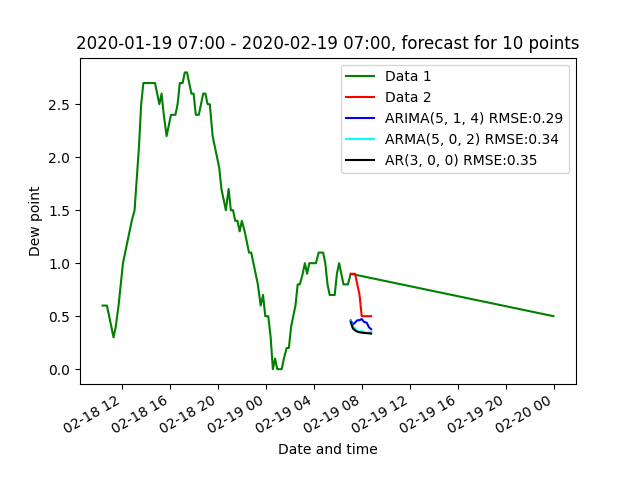 2020-01-19 07:00 - 2020-02-19 07:00, forecast for 10 points
Data 1
Data 2
ARIMA(5, 1, 4) RMSE:0.29
ARMA(5, 0, 2) RMSE:0.34
AR(3, 0, 0) RMSE:0.35
Dew point
2.5
2.0
1.5
1.0
0.5
0.0
02-18 12
02-18 16
02-18 20
02-19 00
02-19 04
02-19 08
02-19 12
02-19 16
02-19 20
02-20 00
Date and time